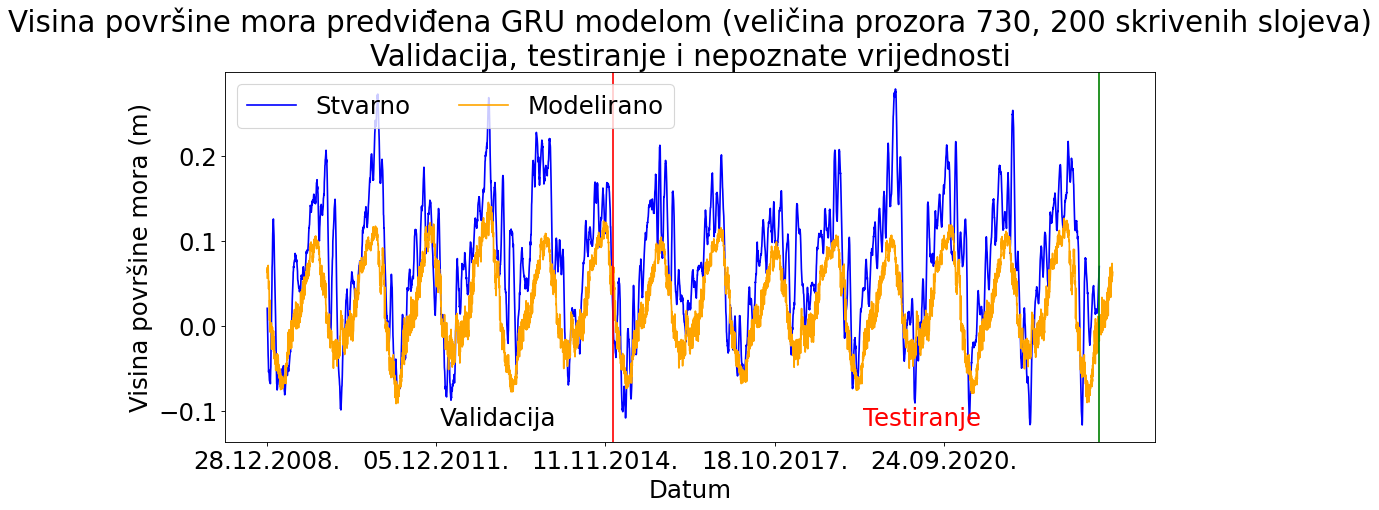 Visina površine mora predviđena GRU modelom (veličina prozora 730, 200 skrivenih slojeva)
Validacija, testiranje i nepoznate vrijednosti
Stvarno Modelirano
Visina površine mora (m)
0.2
0.1
0.0
−0.1
Validacija Testiranje
28.12.2008. 05.12.2011. 11.11.2014. 18.10.2017. 24.09.2020.
Datum